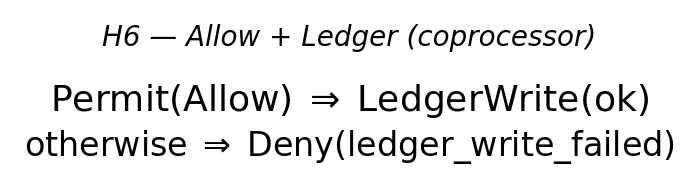 H6 — Allow + Ledger (coprocessor)
Permit(Allow) ⇒ LedgerWrite(ok)
otherwise ⇒ Deny(ledger_write_failed)